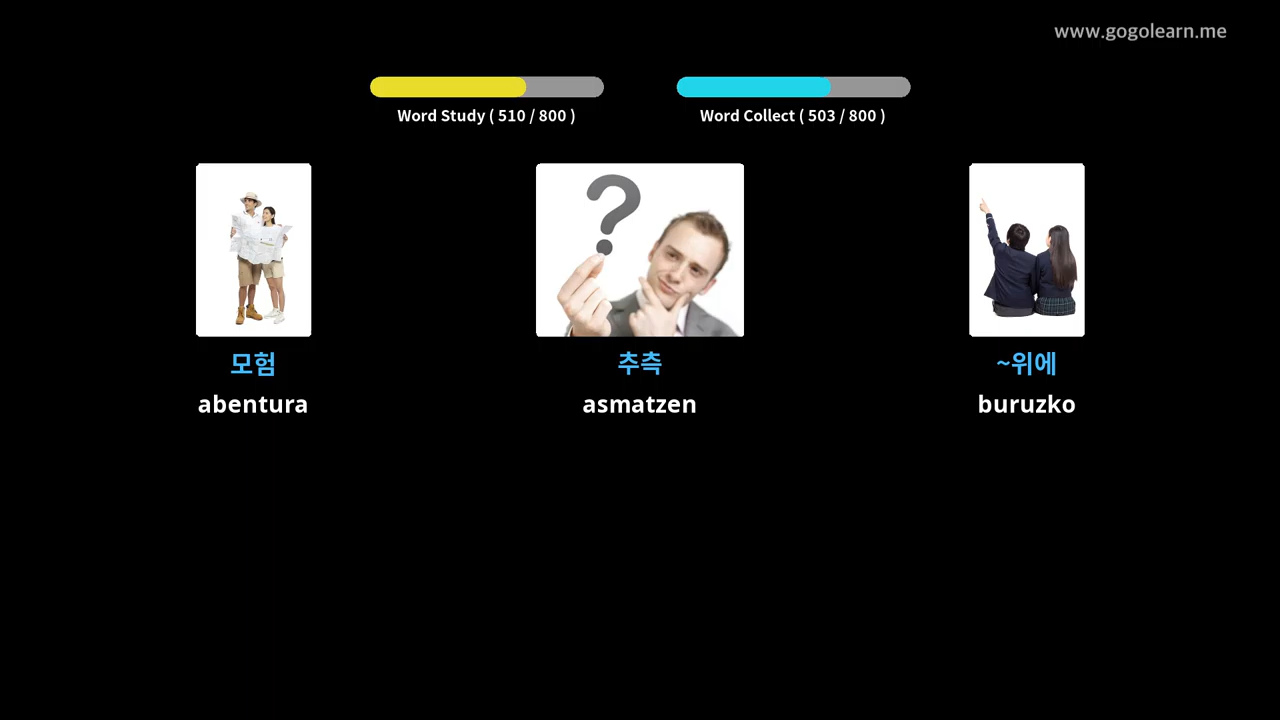 www.gogolearn.me
Word Study ( 510 / 800 )
Word Collect ( 503 / 800 )
모험
추측
~위에
abentura
asmatzen
buruzko